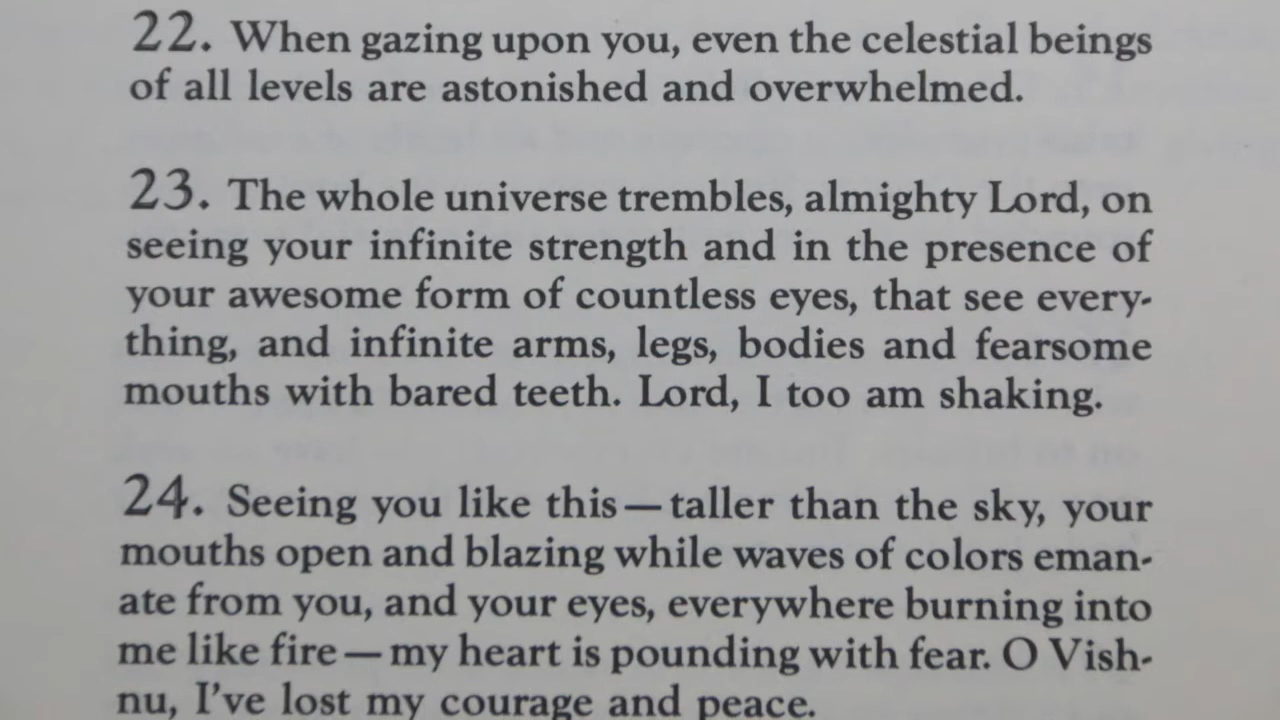 22. When gazing upon you, even the celestial beings
of all levels are astonished and overwhelmed.
23. The whole universe trembles, almighty Lord, on
seeing your infinite strength and in the presence of
your awesome form of countless eyes, that see every-
thing, and infinite arms, legs, bodies and fearsome
mouths with bared teeth. Lord, I too am shaking.
24. Seeing you like this—taller than the sky, your
mouths open and blazing while waves of colors eman-
ate from you, and your eyes, everywhere burning into
me like fire—my heart is pounding with fear. O Vish-
nu, I've lost my courage and peace.